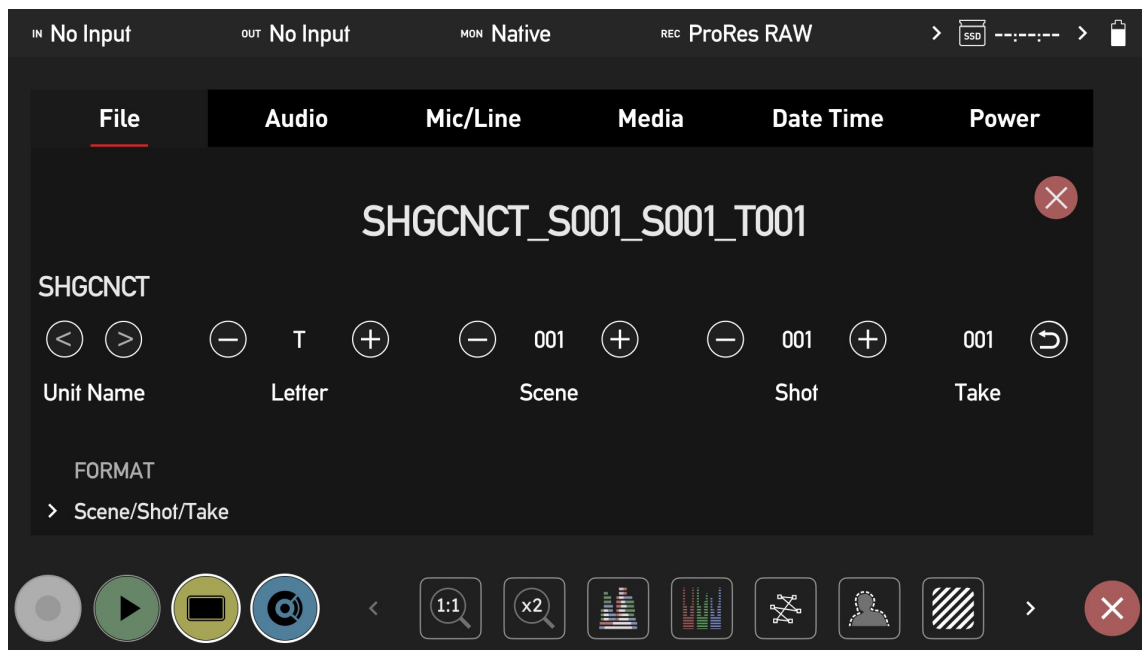 IN No Input OUT No Input MON Native REC ProRes RAW > SSD --:--:-- >
File Audio Mic/Line Media Date Time Power
SHGCNCT_S001_S001_T001
SHGCNCT
< > T 001 001 001
Unit Name Letter Scene Shot Take
FORMAT
> Scene/Shot/Take
1:1 x2